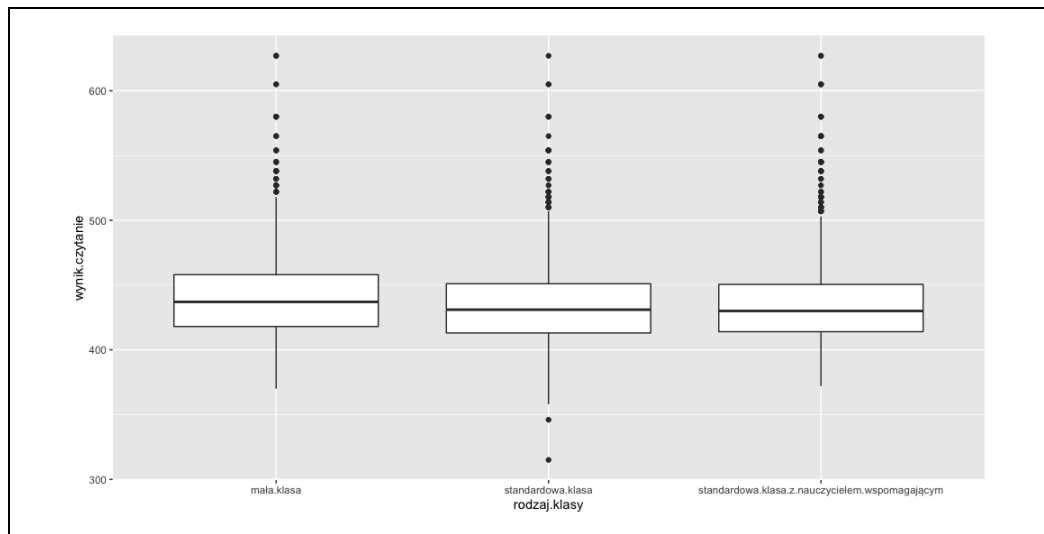 600
500
400
300
wynik.czytanie
mała.klasa
standardowa.klasa
standardowa.klasa.z.nauczycielem.wspomagającym
rodzaj.klasy